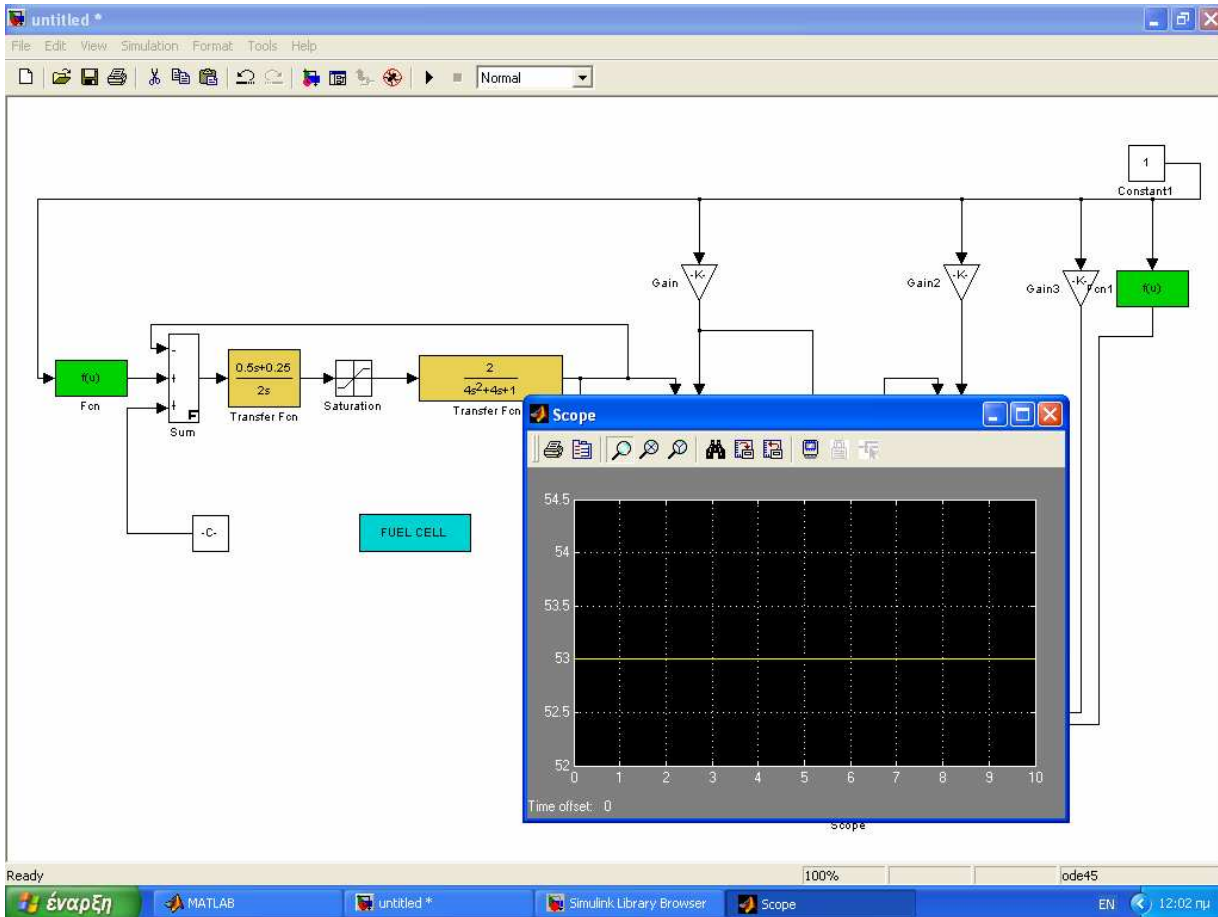 untitled *
File Edit View Simulation Format Tools Help
Normal
1
Constant1
-K-
Gain
-K-
Gain2
-K-
Gain3
Fcn1
f(u)
f(u)
Fcn
Sum
0.5s+0.25
2s
Transfer Fcn
Saturation
2
4s²+4s+1
Transfer Fcn
-C-
FUEL CELL
Scope
54.5
54
53.5
53
52.5
52
0 1 2 3 4 5 6 7 8 9 10
Time offset: 0
Scope
Ready 100% ode45
έναρξη MATLAB untitled * Simulink Library Browser Scope EN 12:02 πμ